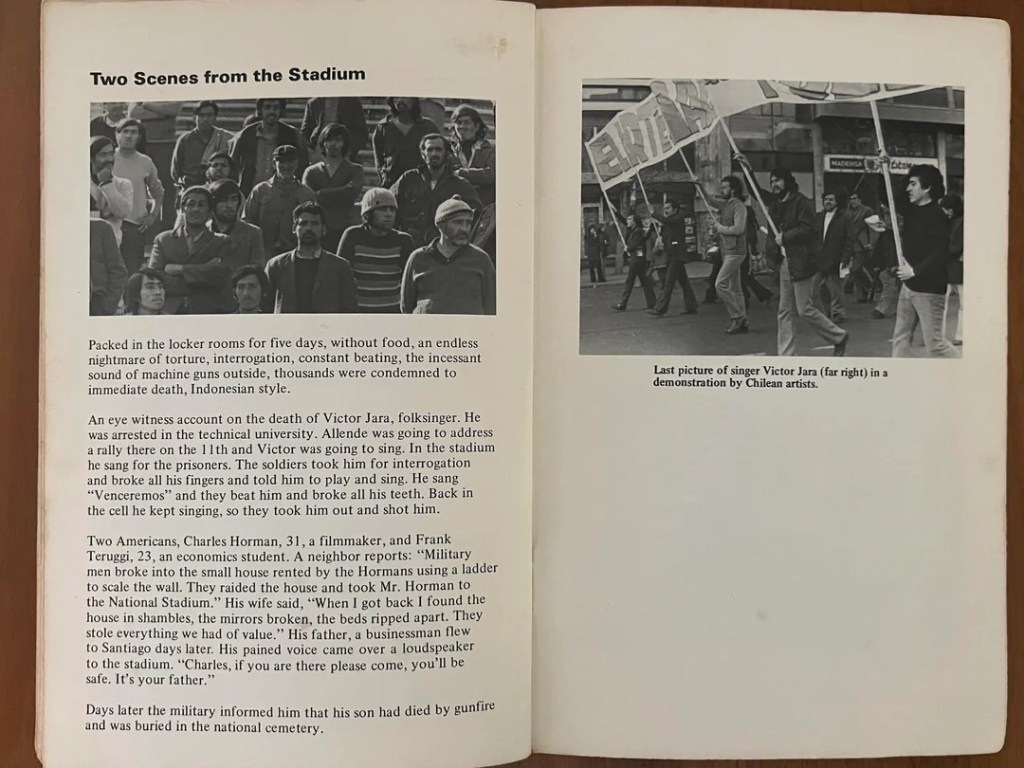 Two Scenes from the Stadium
Packed in the locker rooms for five days, without food, an endless
nightmare of torture, interrogation, constant beating, the incessant
sound of machine guns outside, thousands were condemned to
immediate death, Indonesian style.
An eye witness account on the death of Victor Jara, folksinger. He
was arrested in the technical university. Allende was going to address
a rally there on the 11th and Victor was going to sing. In the stadium
he sang for the prisoners. The soldiers took him for interrogation
and broke all his fingers and told him to play and sing. He sang
“Venceremos” and they beat him and broke all his teeth. Back in
the cell he kept singing, so they took him out and shot him.
Two Americans, Charles Horman, 31, a filmmaker, and Frank
Teruggi, 23, an economics student. A neighbor reports: “Military
men broke into the small house rented by the Hormans using a ladder
to scale the wall. They raided the house and took Mr. Horman to
the National Stadium.” His wife said, “When I got back I found the
house in shambles, the mirrors broken, the beds ripped apart. They
stole everything we had of value.” His father, a businessman flew
to Santiago days later. His pained voice came over a loudspeaker
to the stadium. “Charles, if you are there please come, you’ll be
safe. It’s your father.”
Days later the military informed him that his son had died by gunfire
and was buried in the national cemetery.
MADEMSA
Last picture of singer Victor Jara (far right) in a
demonstration by Chilean artists.